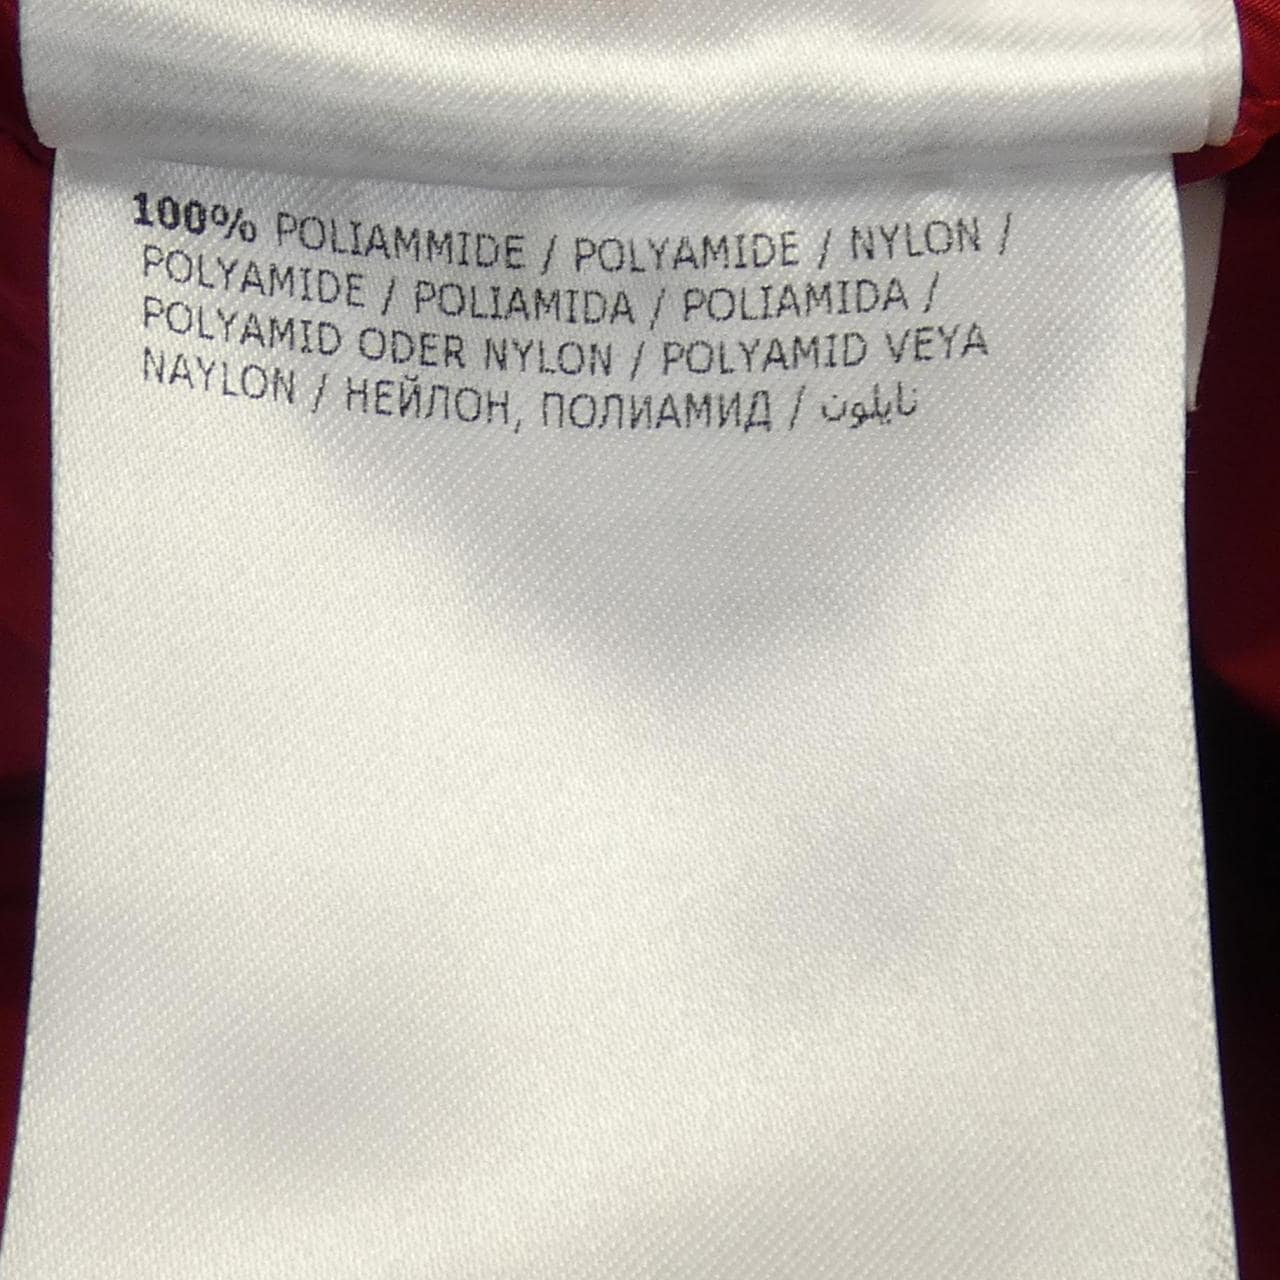 100% POLIAMMIDE / POLYAMIDE / NYLON /
POLYAMIDE / POLIAMIDA / POLIAMIDA /
POLYAMID ODER NYLON / POLYAMID VEYA
NAYLON / НЕЙЛОН, ПОЛИАМИД / نايلون